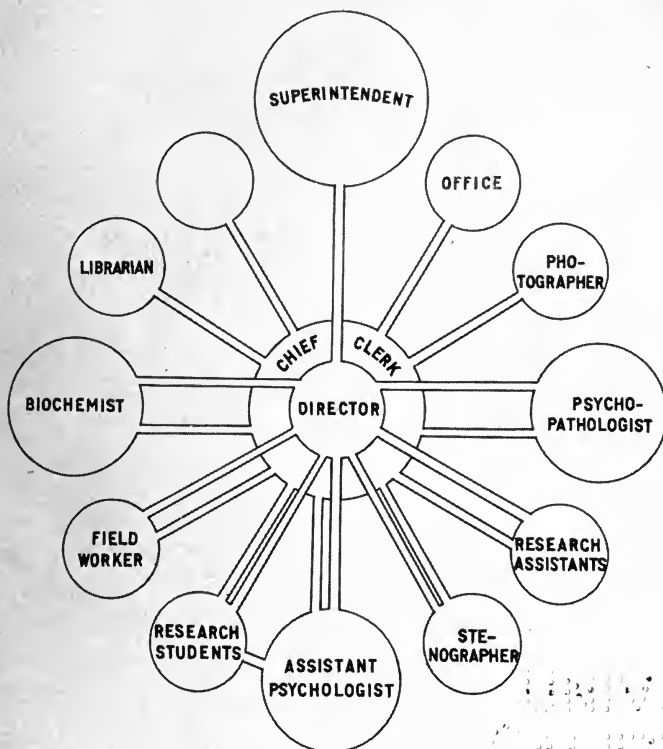 SUPERINTENDENT
OFFICE
LIBRARIAN
PHO-
TOGRAPHER
CHIEF CLERK
BIOCHEMIST
DIRECTOR
PSYCHO-
PATHOLOGIST
FIELD
WORKER
RESEARCH
ASSISTANTS
RESEARCH
STUDENTS
STE-
NOGRAPHER
ASSISTANT
PSYCHOLOGIST